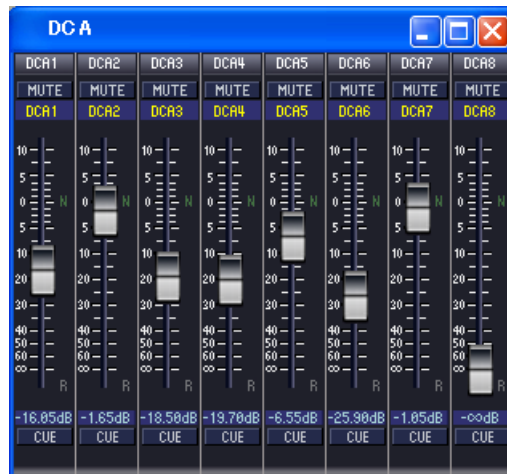 DCA
DCA1 DCA2 DCA3 DCA4 DCA5 DCA6 DCA7 DCA8
MUTE MUTE MUTE MUTE MUTE MUTE MUTE MUTE
DCA1 DCA2 DCA3 DCA4 DCA5 DCA6 DCA7 DCA8
10 10 10 10 10 10 10 10
5 5 5 5 5 5 5 5
0 N 0 N 0 N 0 N 0 N 0 N 0 N 0 N
5 5 5 5 5 5 5 5
10 10 10 10 10 10 10 10
20 20 20 20 20 20 20 20
30 30 30 30 30 30 30 30
40 40 40 40 40 40 40 40
50 50 50 50 50 50 50 50
60 60 60 60 60 60 60 60
∞ ∞ ∞ ∞ ∞ ∞ ∞ ∞
R R R R R R R R
-16.05dB -1.65dB -18.50dB -19.70dB -6.55dB -25.90dB -1.05dB -∞dB
CUE CUE CUE CUE CUE CUE CUE CUE